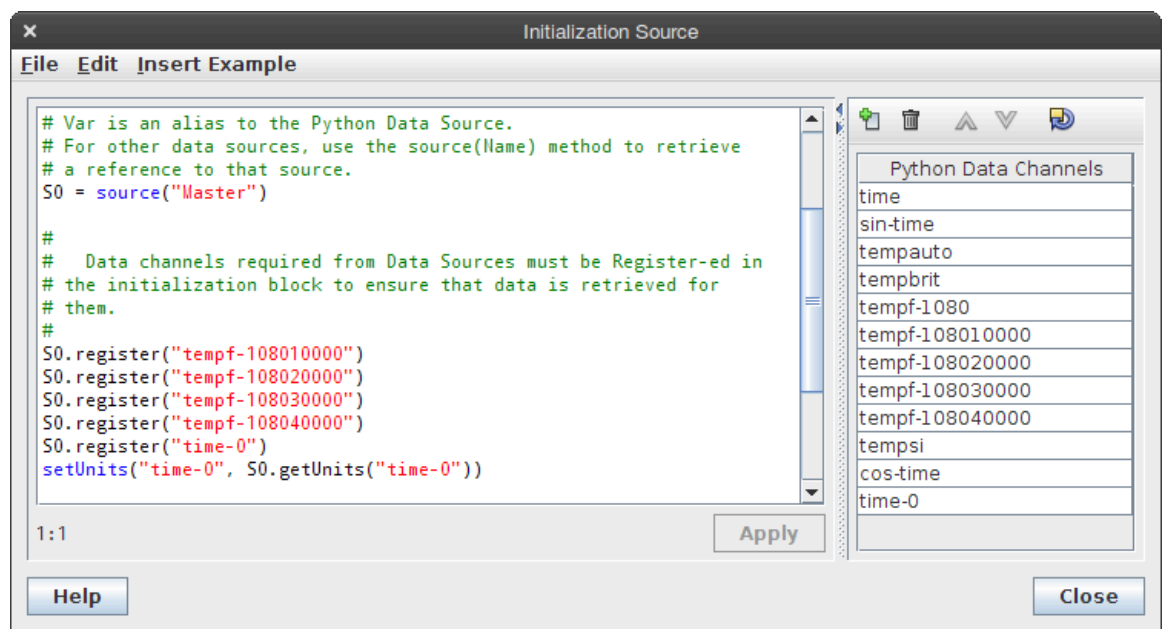 Initialization Source
File Edit Insert Example
# Var is an alias to the Python Data Source.
# For other data sources, use the source(Name) method to retrieve
# a reference to that source.
S0 = source("Master")
#
#   Data channels required from Data Sources must be Register-ed in
# the initialization block to ensure that data is retrieved for
# them.
#
S0.register("tempf-108010000")
S0.register("tempf-108020000")
S0.register("tempf-108030000")
S0.register("tempf-108040000")
S0.register("time-0")
setUnits("time-0", S0.getUnits("time-0"))
1:1
Apply
Python Data Channels
time
sin-time
tempauto
tempbrit
tempf-1080
tempf-108010000
tempf-108020000
tempf-108030000
tempf-108040000
tempsi
cos-time
time-0
Help
Close